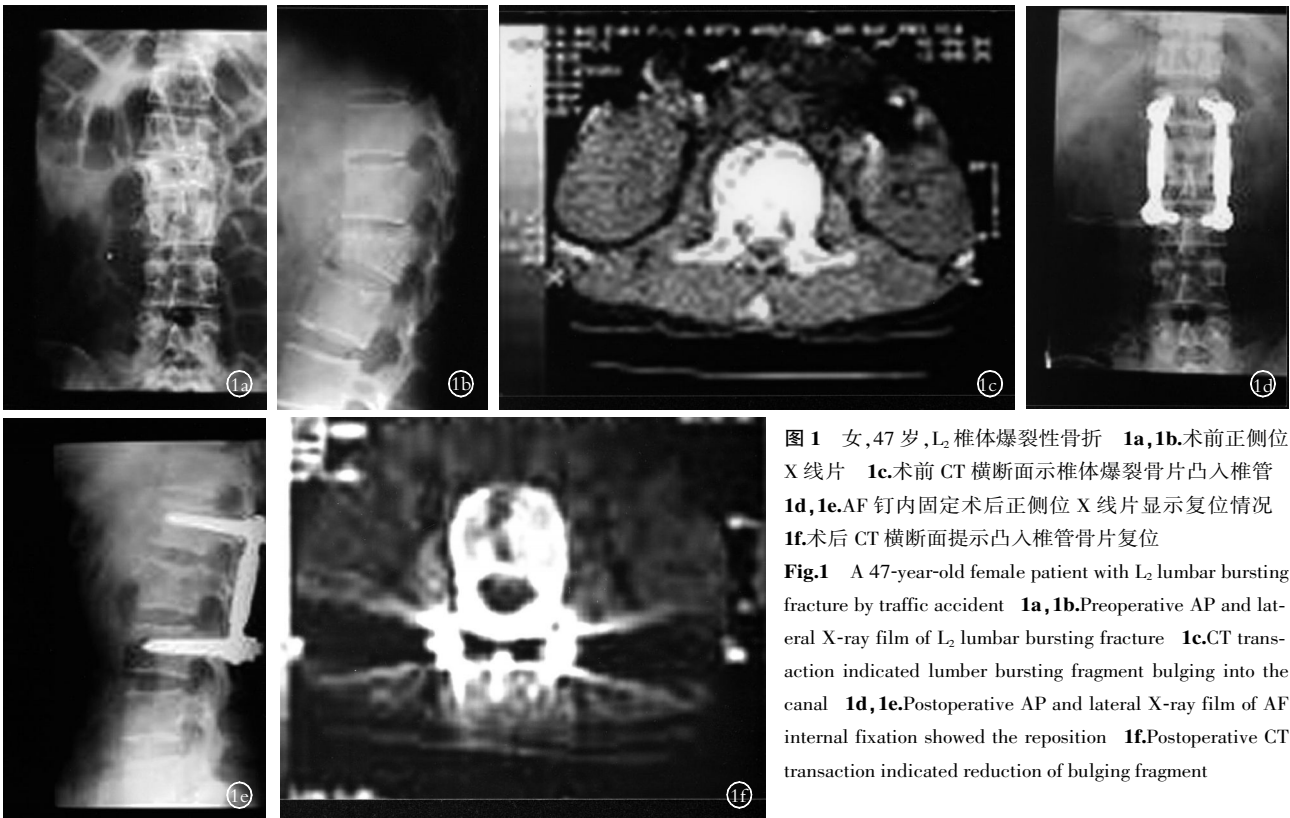 1a
1b
1c
1d
1e
1f
图 1 女,47 岁,L₂ 椎体爆裂性骨折 1a,1b.术前正侧位
X 线片 1c.术前 CT 横断面示椎体爆裂骨片凸入椎管
1d,1e.AF 钉内固定术后正侧位 X 线片显示复位情况
1f.术后 CT 横断面提示凸入椎管骨片复位
Fig.1 A 47-year-old female patient with L₂ lumbar bursting
fracture by traffic accident 1a,1b.Preoperative AP and lat-
eral X-ray film of L₂ lumbar bursting fracture 1c.CT trans-
action indicated lumber bursting fragment bulging into the
canal 1d,1e.Postoperative AP and lateral X-ray film of AF
internal fixation showed the reposition 1f.Postoperative CT
transaction indicated reduction of bulging fragment